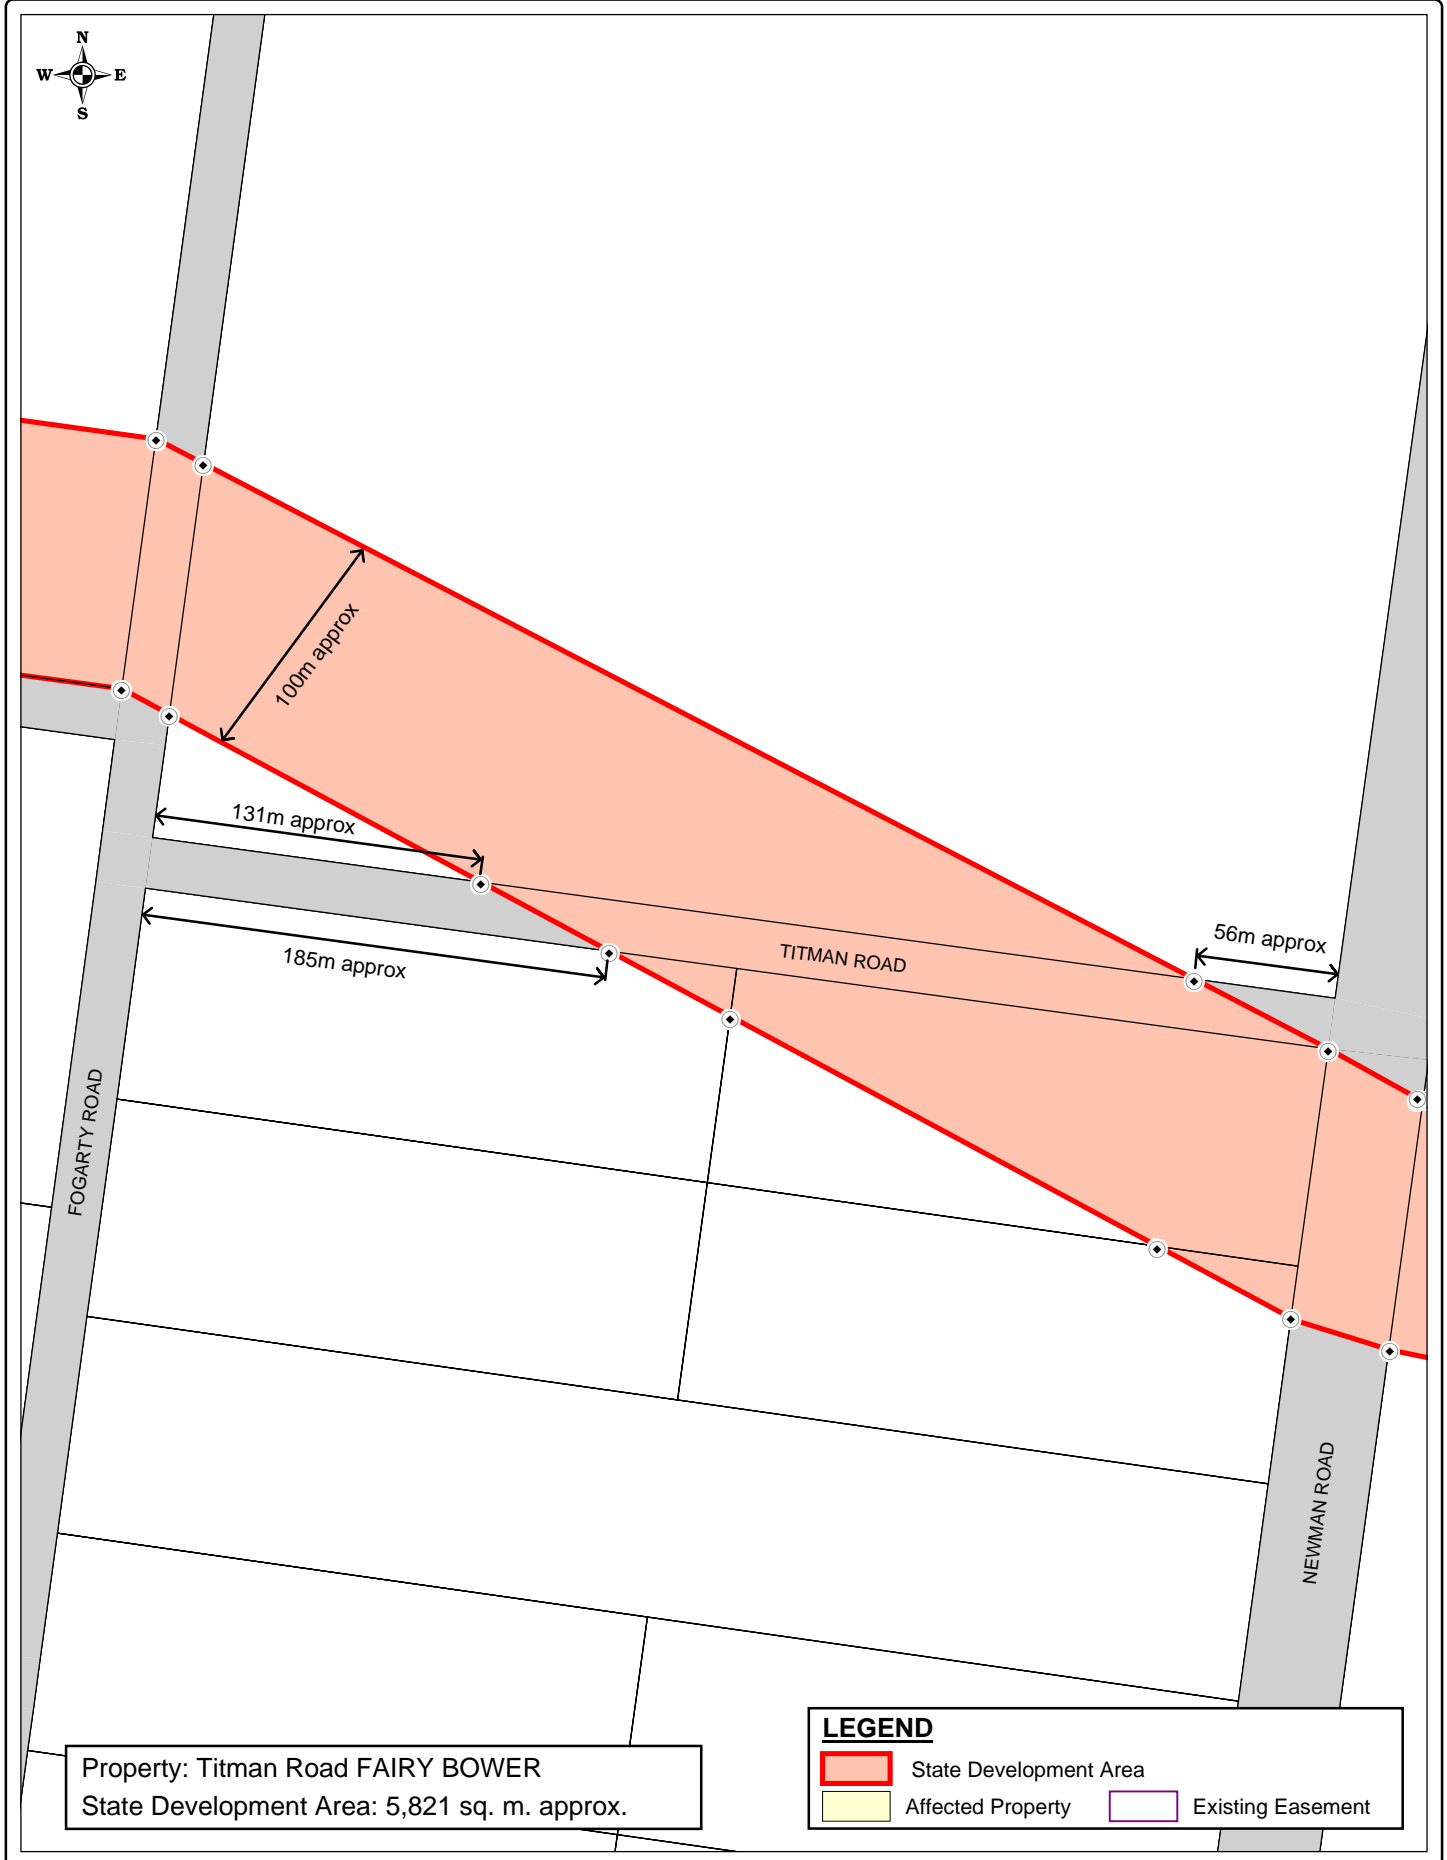 N
W E
S
100m approx
131m approx
185m approx
TITMAN ROAD
56m approx
FOGARTY ROAD
NEWMAN ROAD
Property: Titman Road FAIRY BOWER
State Development Area: 5,821 sq. m. approx.
LEGEND
State Development Area
Affected Property Existing Easement